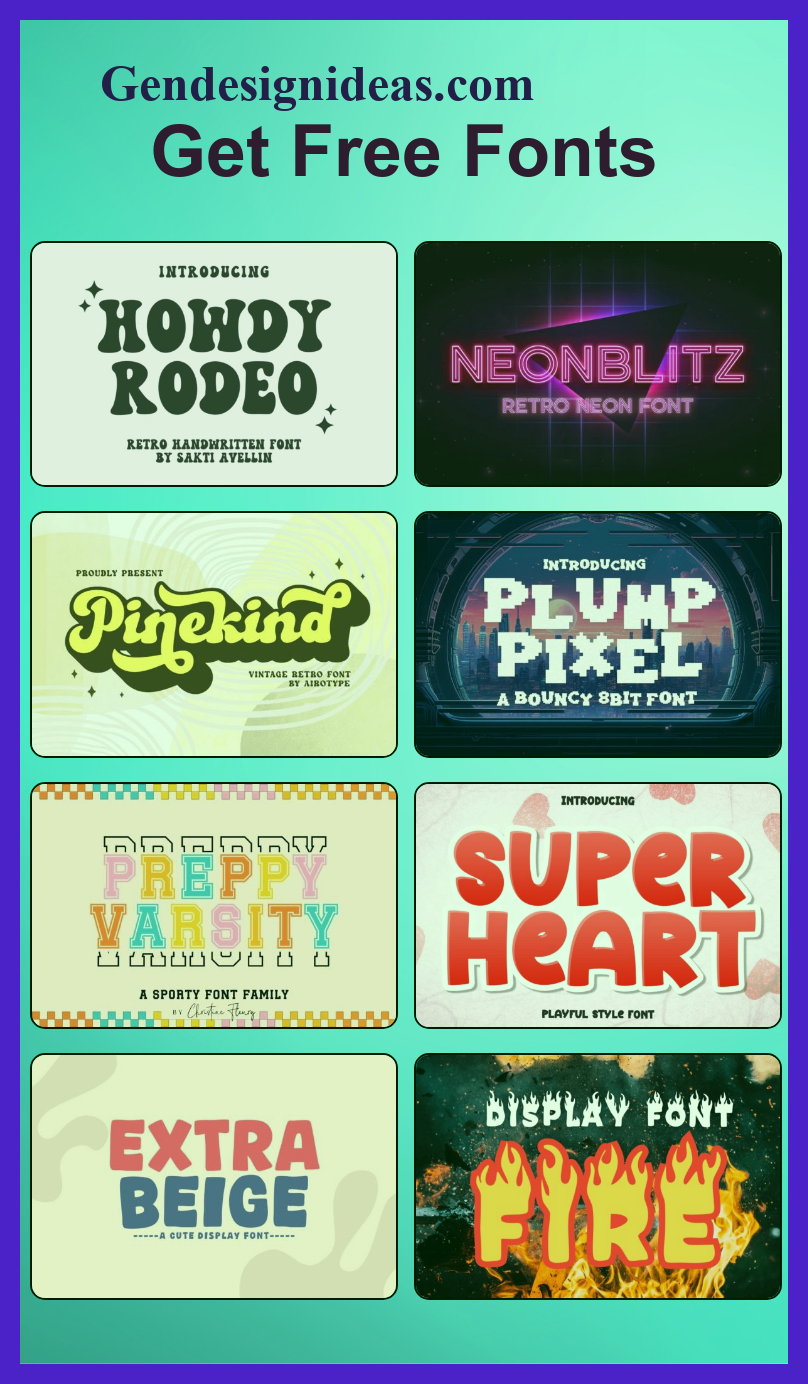 Gendesignideas.com
Get Free Fonts
INTRODUCING
HOWDY
RODEO
RETRO HANDWRITTEN FONT
BY SAKTI AVELLIN
NEONBLITZ
RETRO NEON FONT
PROUDLY PRESENT
Pinekind
VINTAGE RETRO FONT
BY AIROTYPE
INTRODUCING
PLUMP
PIXEL
A BOUNCY 8BIT FONT
PREPPY
VARSITY
A SPORTY FONT FAMILY
BY Christine Fleury
INTRODUCING
SUPER
HEART
PLAYFUL STYLE FONT
EXTRA
BEIGE
-----A CUTE DISPLAY FONT-----
DISPLAY FONT
FIRE